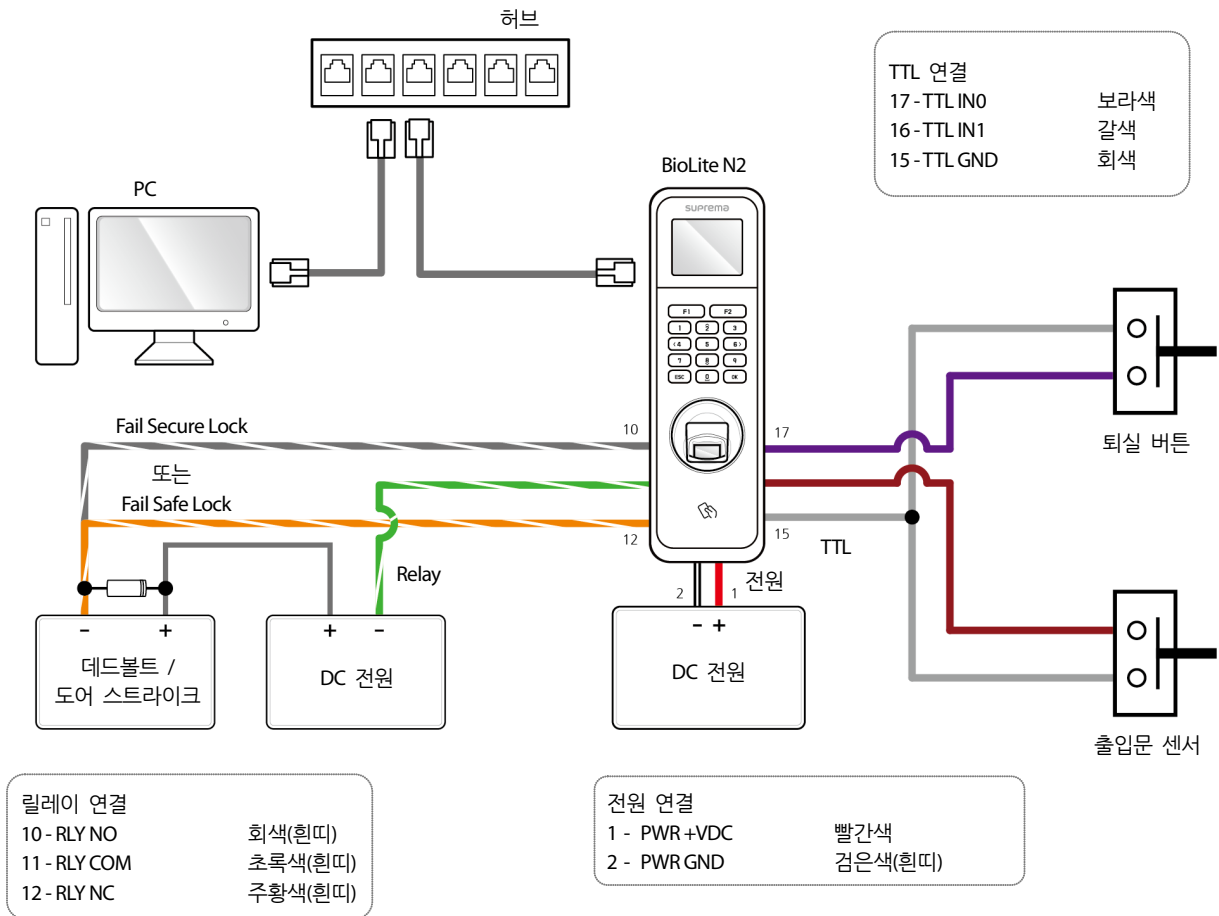 허브
TTL 연결
17 - TTL IN0 보라색
16 - TTL IN1 갈색
15 - TTL GND 회색
PC
BioLite N2
suprema
F1 F2
1 2 3
<4 5 6>
7 8 9
ESC 0 OK
Fail Secure Lock
10
17
또는
Fail Safe Lock
12
15
TTL
Relay
2
1
전원
퇴실 버튼
- +
데드볼트 /
도어 스트라이크
+ -
DC 전원
- +
DC 전원
출입문 센서
릴레이 연결
10 - RLY NO 회색(흰띠)
11 - RLY COM 초록색(흰띠)
12 - RLY NC 주황색(흰띠)
전원 연결
1 - PWR +VDC 빨간색
2 - PWR GND 검은색(흰띠)